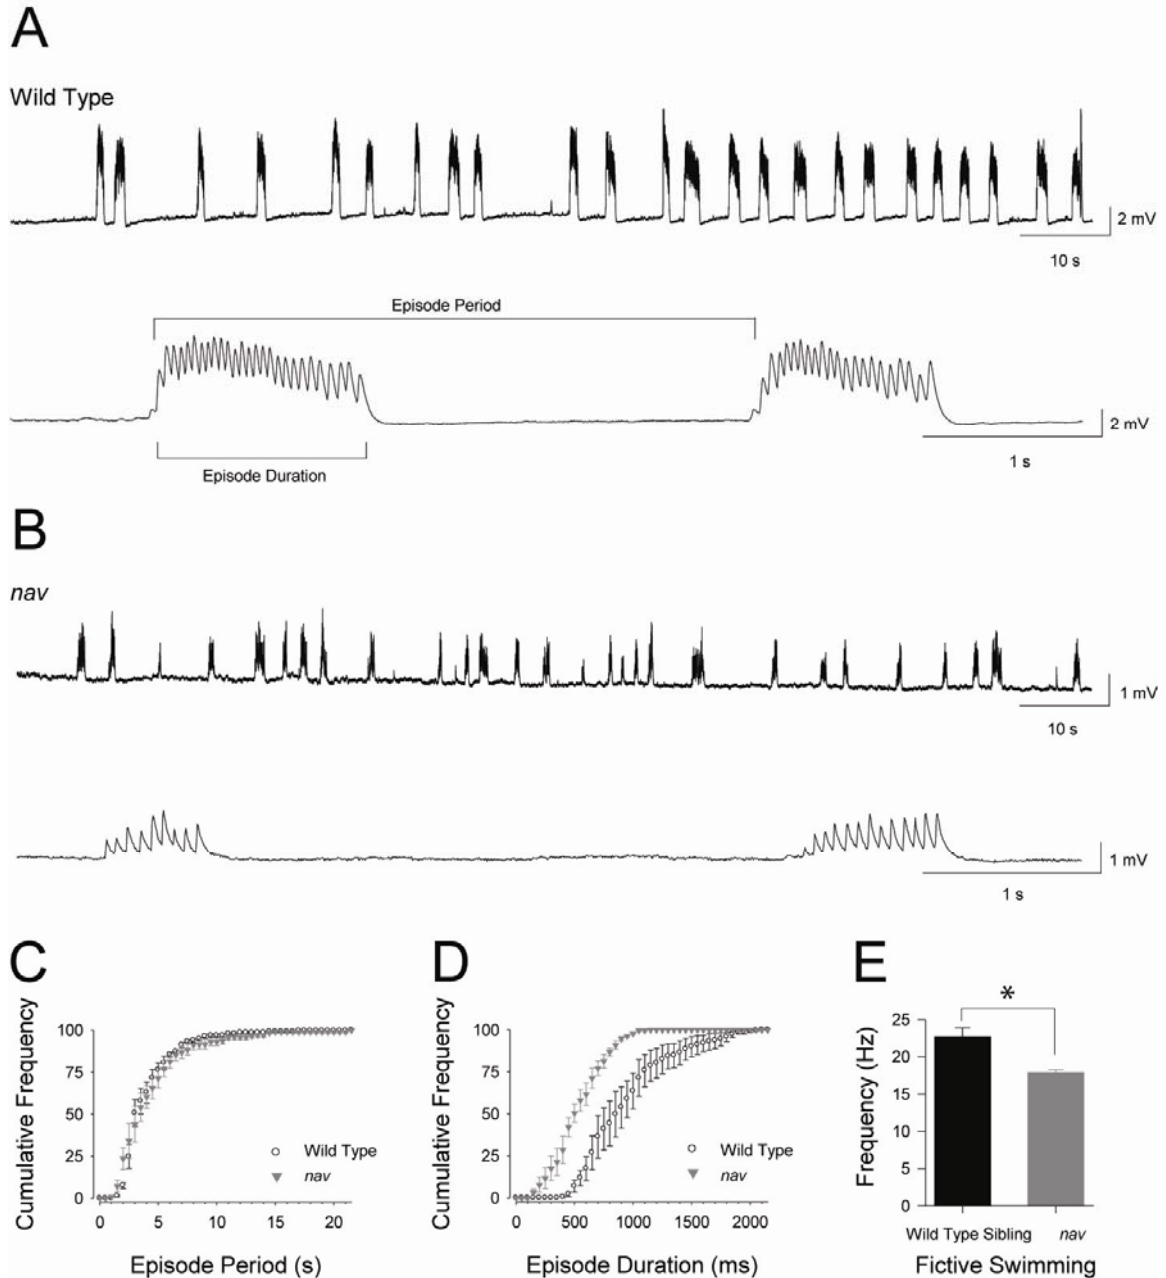 A
Wild Type
2 mV
10 s
Episode Period
2 mV
1 s
Episode Duration
B
nav
1 mV
10 s
1 mV
1 s
C
Cumulative Frequency
100
75
50
25
0
Wild Type
nav
0 5 10 15 20
Episode Period (s)
D
Cumulative Frequency
100
75
50
25
0
Wild Type
nav
0 500 1000 1500 2000
Episode Duration (ms)
E
*
Frequency (Hz)
25
20
15
10
5
0
Wild Type Sibling nav
Fictive Swimming